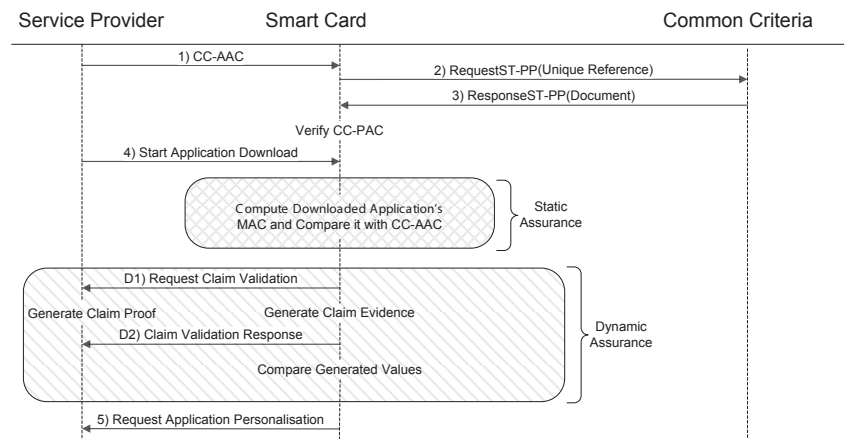 Service Provider
Smart Card
Common Criteria
1) CC-AAC
2) RequestST-PP(Unique Reference)
3) ResponseST-PP(Document)
Verify CC-PAC
4) Start Application Download
Compute Downloaded Application's
MAC and Compare it with CC-AAC
Static
Assurance
D1) Request Claim Validation
Generate Claim Proof
Generate Claim Evidence
D2) Claim Validation Response
Compare Generated Values
Dynamic
Assurance
5) Request Application Personalisation